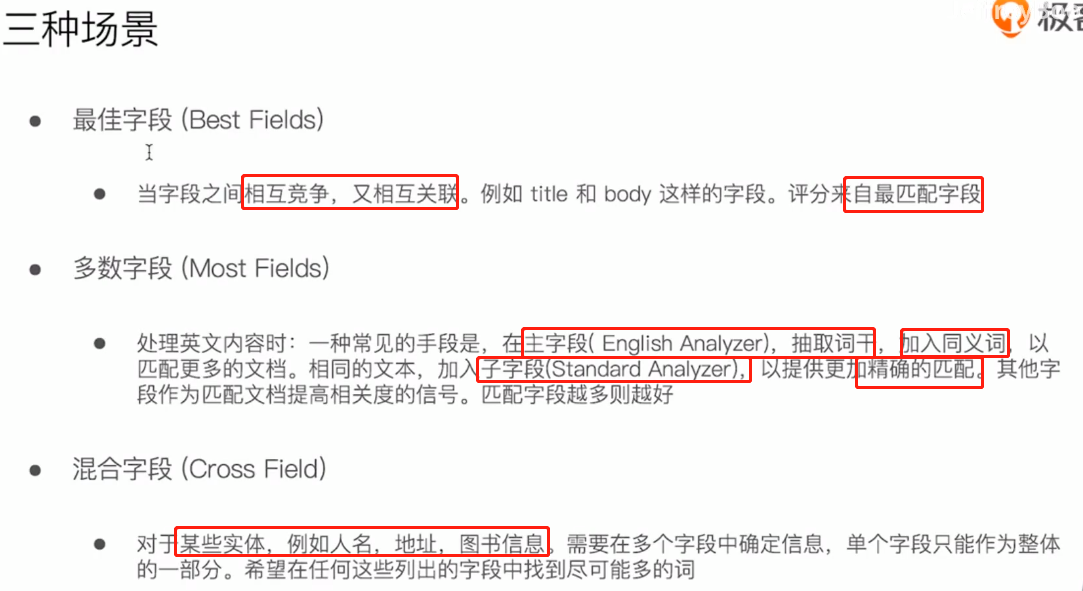 三种场景
极
最佳字段 (Best Fields)
当字段之间相互竞争，又相互关联。例如 title 和 body 这样的字段。评分来自最匹配字段
多数字段 (Most Fields)
处理英文内容时：一种常见的手段是，在主字段( English Analyzer)，抽取词干，加入同义词，以
匹配更多的文档。相同的文本，加入子字段(Standard Analyzer)，以提供更加精确的匹配。其他字
段作为匹配文档提高相关度的信号。匹配字段越多则越好
混合字段 (Cross Field)
对于某些实体，例如人名，地址，图书信息。需要在多个字段中确定信息，单个字段只能作为整体
的一部分。希望在任何这些列出的字段中找到尽可能多的词